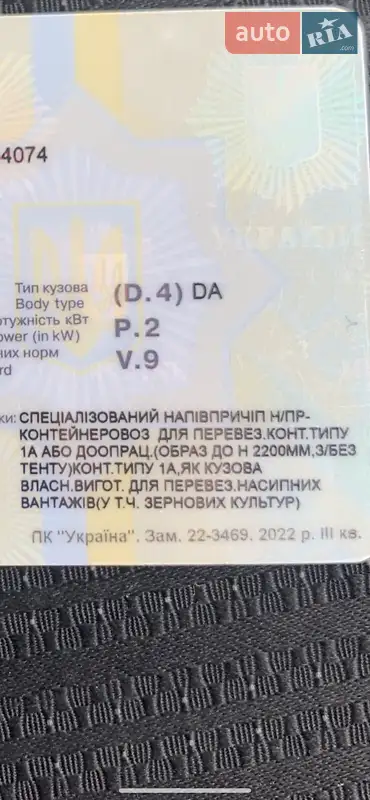 auto RIA.com
4074
Тип кузова
Body type (D.4) DA
тужність кВт
ower (in kW) P.2
них норм
rd V.9
ки: СПЕЦІАЛІЗОВАНИЙ НАПІВПРИЧІП Н/ПР-
КОНТЕЙНЕРОВОЗ ДЛЯ ПЕРЕВЕЗ.КОНТ.ТИПУ
1А АБО ДООПРАЦ.(ОБРАЗ ДО Н 2200ММ,З/БЕЗ
ТЕНТУ)КОНТ.ТИПУ 1А,ЯК КУЗОВА
ВЛАСН.ВИГОТ. ДЛЯ ПЕРЕВЕЗ.НАСИПНИХ
ВАНТАЖІВ(У Т.Ч. ЗЕРНОВИХ КУЛЬТУР)
ПК "Україна". Зам. 22-3469. 2022 р. III кв.